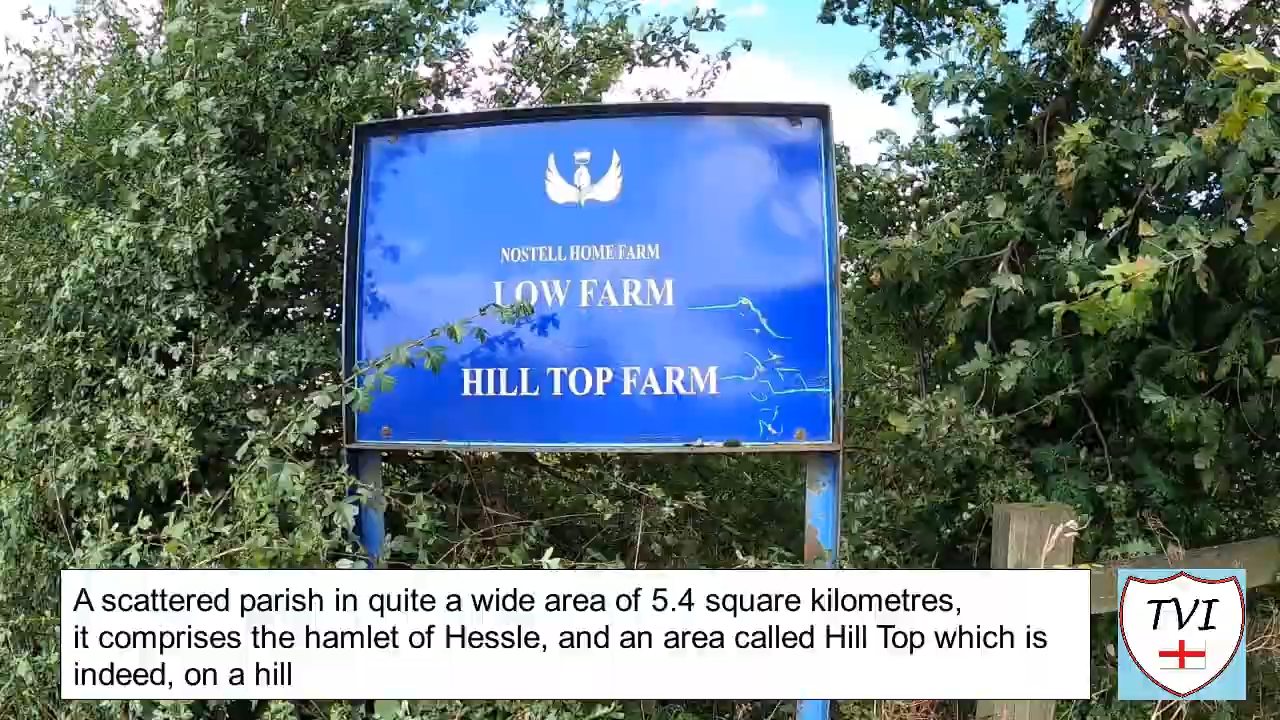 NOSTELL HOME FARM
LOW FARM
HILL TOP FARM
A scattered parish in quite a wide area of 5.4 square kilometres,
it comprises the hamlet of Hessle, and an area called Hill Top which is
indeed, on a hill
TVI